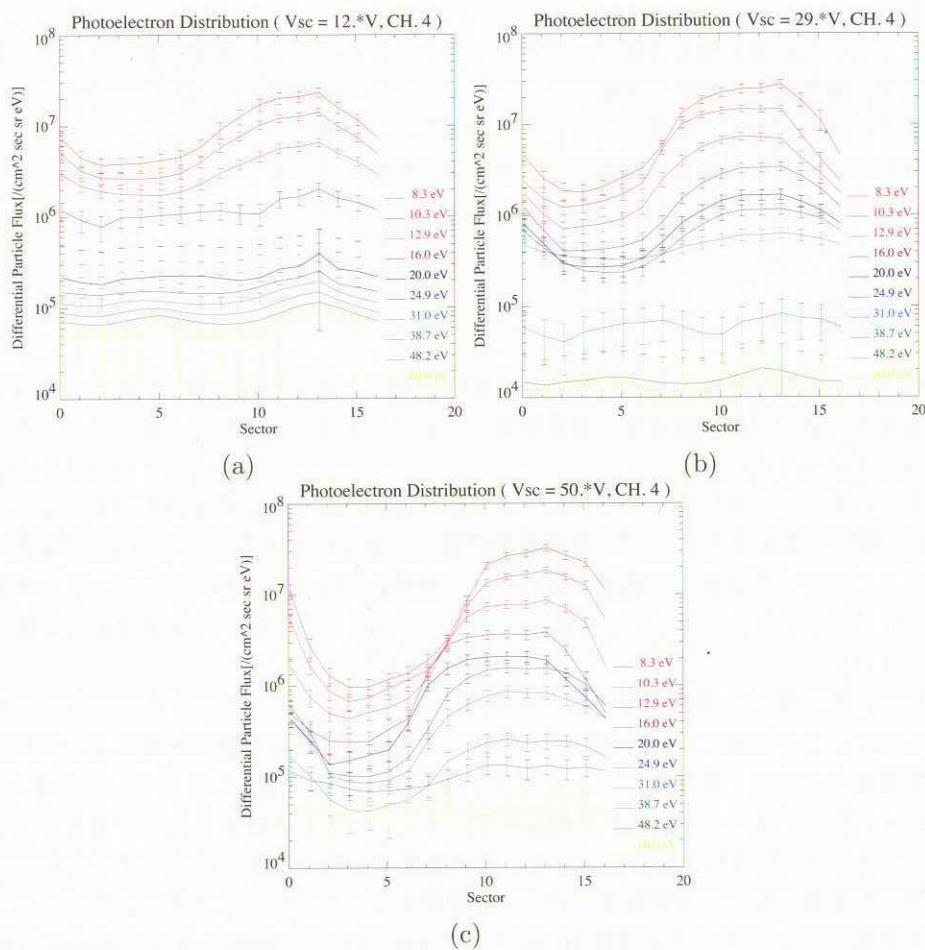 Photoelectron Distribution ( Vsc = 12.*V, CH. 4 )
Differential Particle Flux[/(cm^2 sec sr eV)]
10^8
10^7
10^6
10^5
10^4
0
5
10
15
20
Sector
8.3 eV
10.3 eV
12.9 eV
16.0 eV
20.0 eV
24.9 eV
31.0 eV
38.7 eV
48.2 eV
(a)
Photoelectron Distribution ( Vsc = 29.*V, CH. 4 )
Differential Particle Flux[/(cm^2 sec sr eV)]
10^8
10^7
10^6
10^5
10^4
0
5
10
15
20
Sector
8.3 eV
10.3 eV
12.9 eV
16.0 eV
20.0 eV
24.9 eV
31.0 eV
38.7 eV
48.2 eV
(b)
Photoelectron Distribution ( Vsc = 50.*V, CH. 4 )
Differential Particle Flux[/(cm^2 sec sr eV)]
10^8
10^7
10^6
10^5
10^4
0
5
10
15
20
Sector
8.3 eV
10.3 eV
12.9 eV
16.0 eV
20.0 eV
24.9 eV
31.0 eV
38.7 eV
48.2 eV
(c)